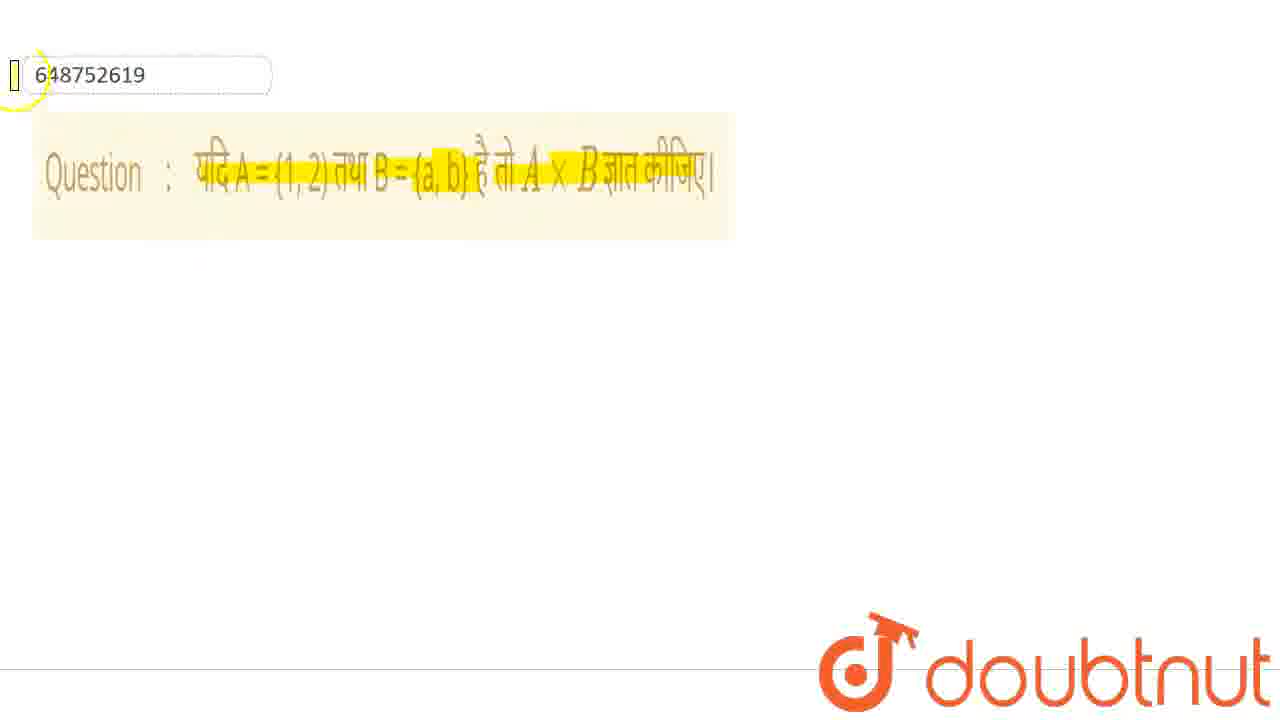 648752619
Question : यदि A = (1, 2) तथा B = (a, b) है तो A × B ज्ञात कीजिए।
doubtnut